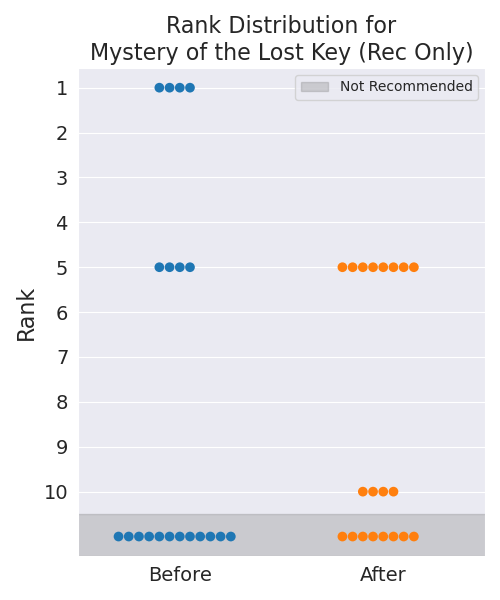 Rank Distribution for
Mystery of the Lost Key (Rec Only)
Not Recommended
Rank
1
2
3
4
5
6
7
8
9
10
Before
After